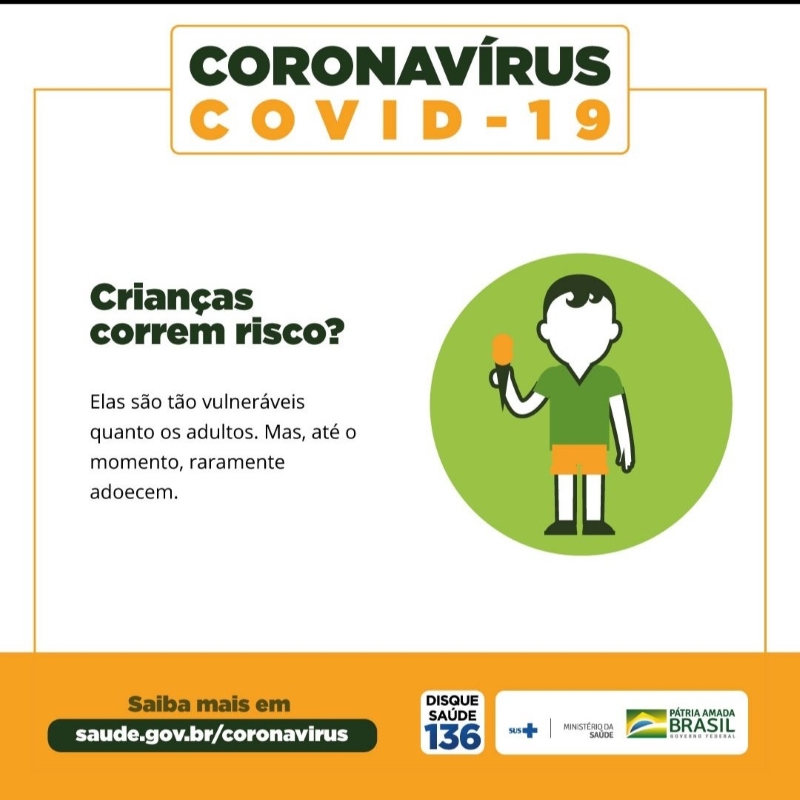 CORONAVÍRUS
COVID-19
Crianças
correm risco?
Elas são tão vulneráveis
quanto os adultos. Mas, até o
momento, raramente
adoecem.
Saiba mais em
saude.gov.br/coronavirus
DISQUE
SAÚDE
136
SUS
MINISTÉRIO DA
SAÚDE
PÁTRIA AMADA
BRASIL
GOVERNO FEDERAL